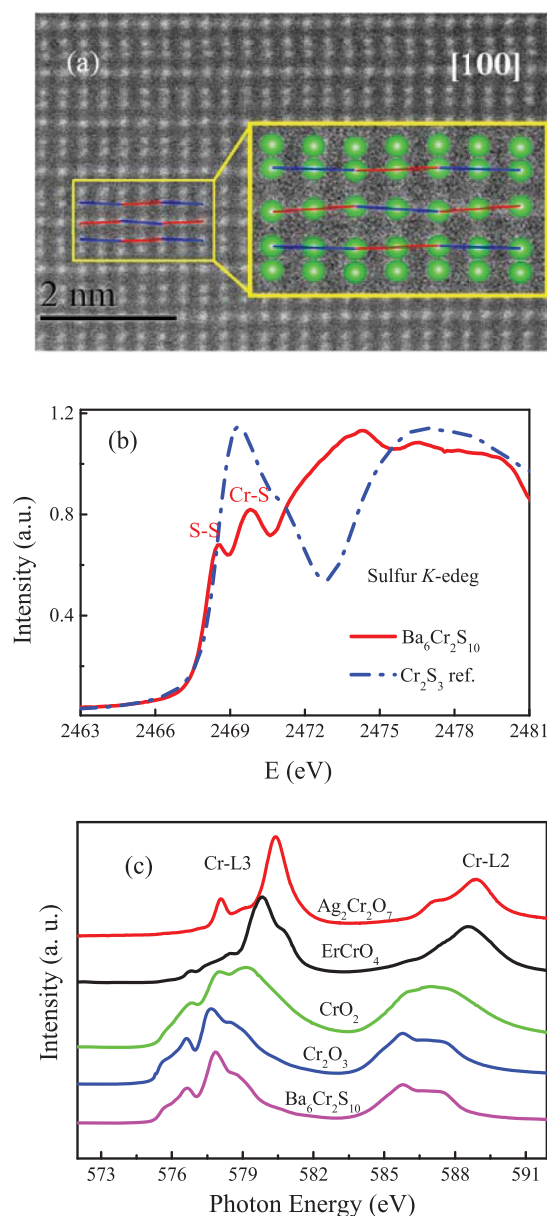 (a)
[100]
2 nm
(b)
1.2
0.8
0.4
Intensity (a.u.)
S-S
Cr-S
Sulfur K-edeg
Ba₆Cr₂S₁₀
Cr₂S₃ ref.
2463 2466 2469 2472 2475 2478 2481
E (eV)
(c)
Cr-L3
Cr-L2
Ag₂Cr₂O₇
ErCrO₄
CrO₂
Cr₂O₃
Ba₆Cr₂S₁₀
Intensity (a. u.)
573 576 579 582 585 588 591
Photon Energy (eV)